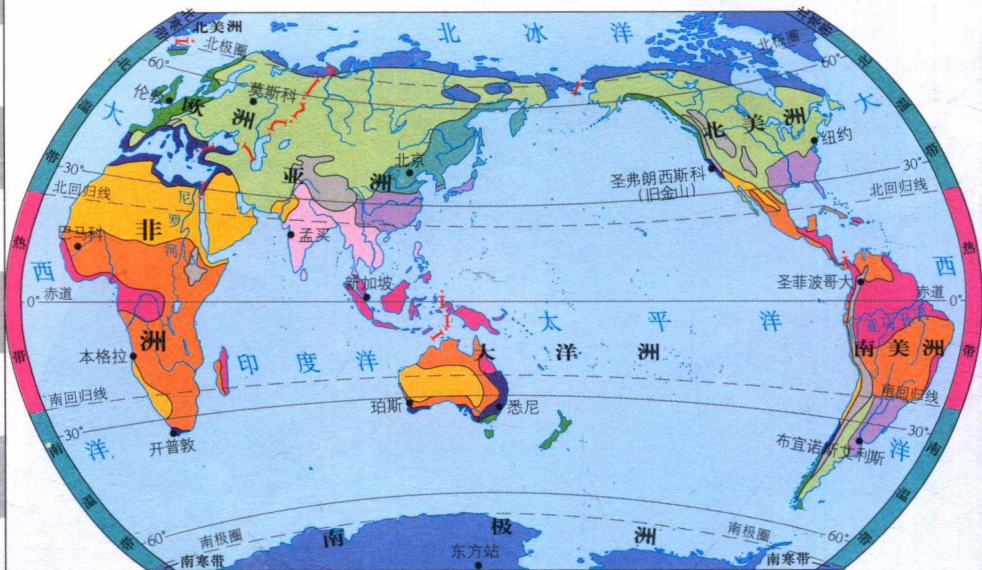 北美洲
北冰洋
北极圈
北极圈
60°
60°
伦敦
莫斯科
欧洲
大
大
北美洲
纽约
北京
亚洲
圣弗朗西斯科
(旧金山)
30°
30°
北回归线
北回归线
尼罗河
非洲
巴马科
孟买
新加坡
热带
热带
西
西
圣菲波哥大
赤道
赤道
0°
0°
太平洋
印度洋
大洋洲
南美洲
本格拉
南回归线
南回归线
珀斯
悉尼
30°
30°
开普敦
布宜诺斯艾利斯
洋
洋
60°
60°
南极圈
南极圈
南极洲
南寒带
南寒带
东方站